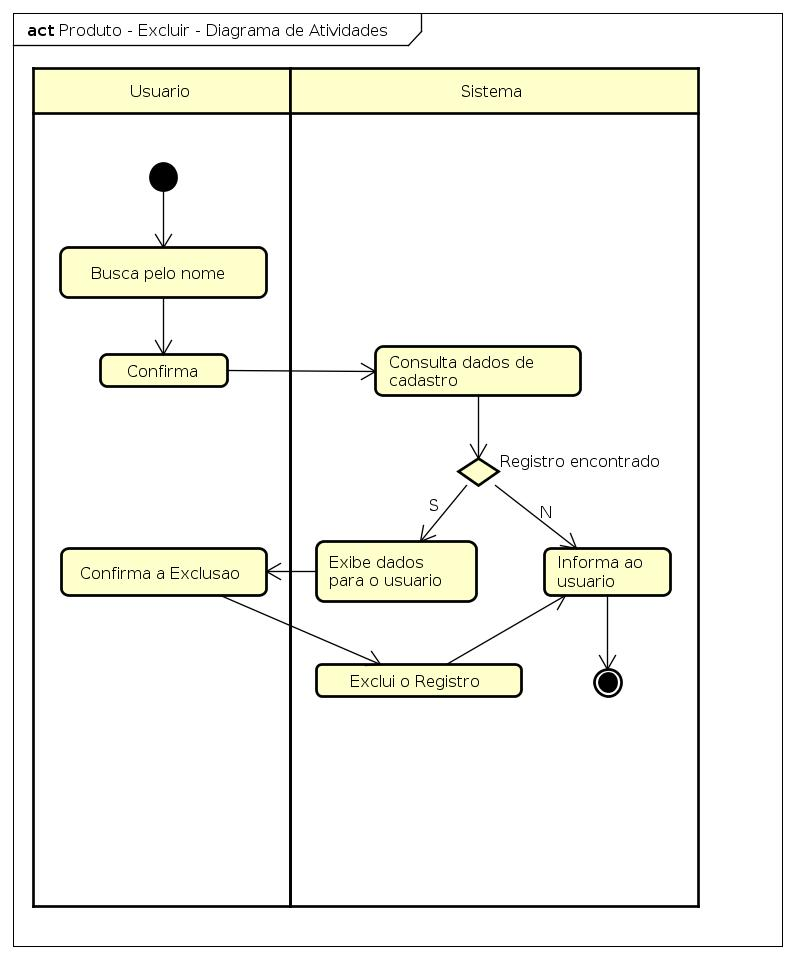 act Produto - Excluir - Diagrama de Atividades
Usuario
Sistema
Busca pelo nome
Confirma
Consulta dados de
cadastro
Registro encontrado
S
N
Exibe dados
para o usuario
Informa ao
usuario
Confirma a Exclusao
Exclui o Registro